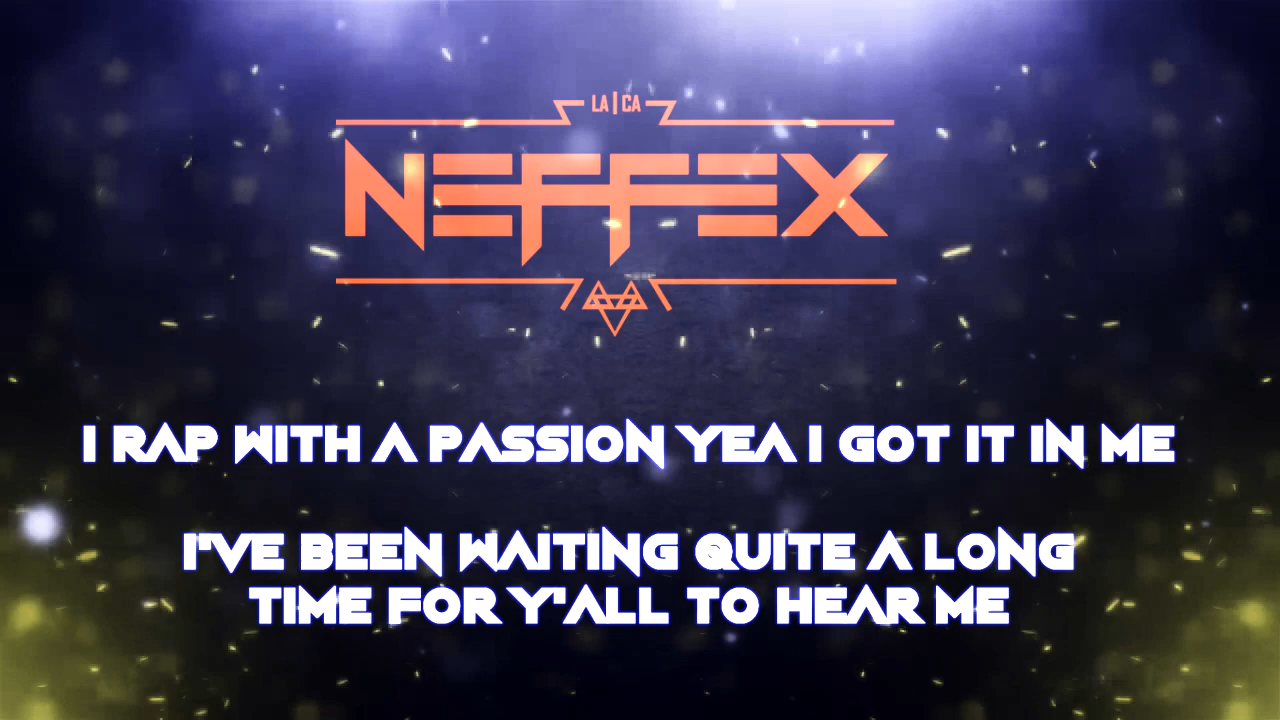 LA|CA
NEFFEX
I RAP WITH A PASSION YEA I GOT IT IN ME
I'VE BEEN WAITING QUITE A LONG
TIME FOR Y'ALL TO HEAR ME